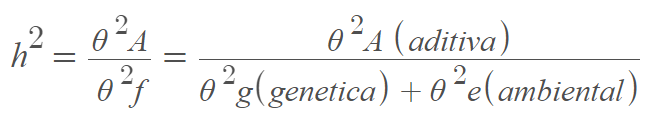 h² = θ²A / θ²f = θ²A (aditiva) / θ²g(genetica) + θ²e(ambiental)